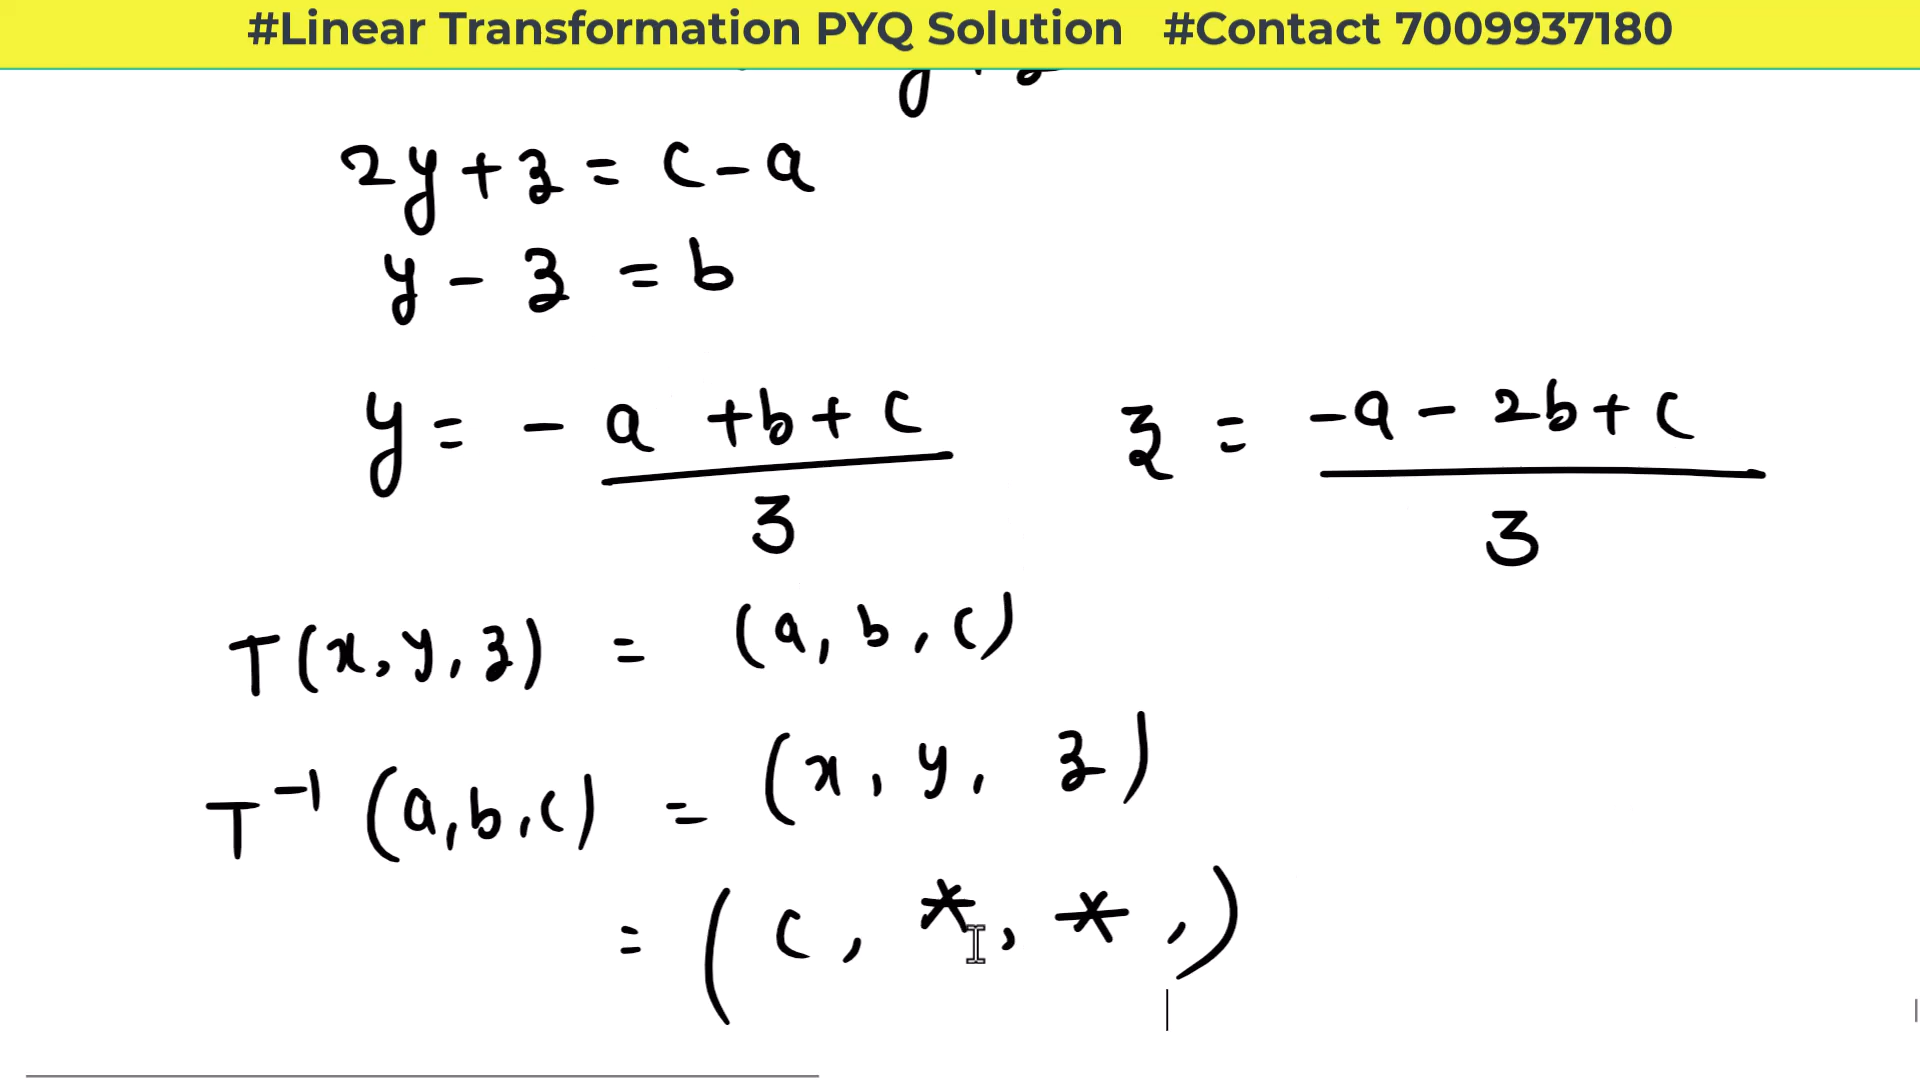 #Linear Transformation PYQ Solution #Contact 7009937180
2y+z = c-a
y - z = b
y = - a +b+ c / 3 z = -a - 2b+ c / 3
T(x,y,z) = (a, b, c)
T⁻¹ (a,b,c) = (x, y, z)
= ( c, *, *, )